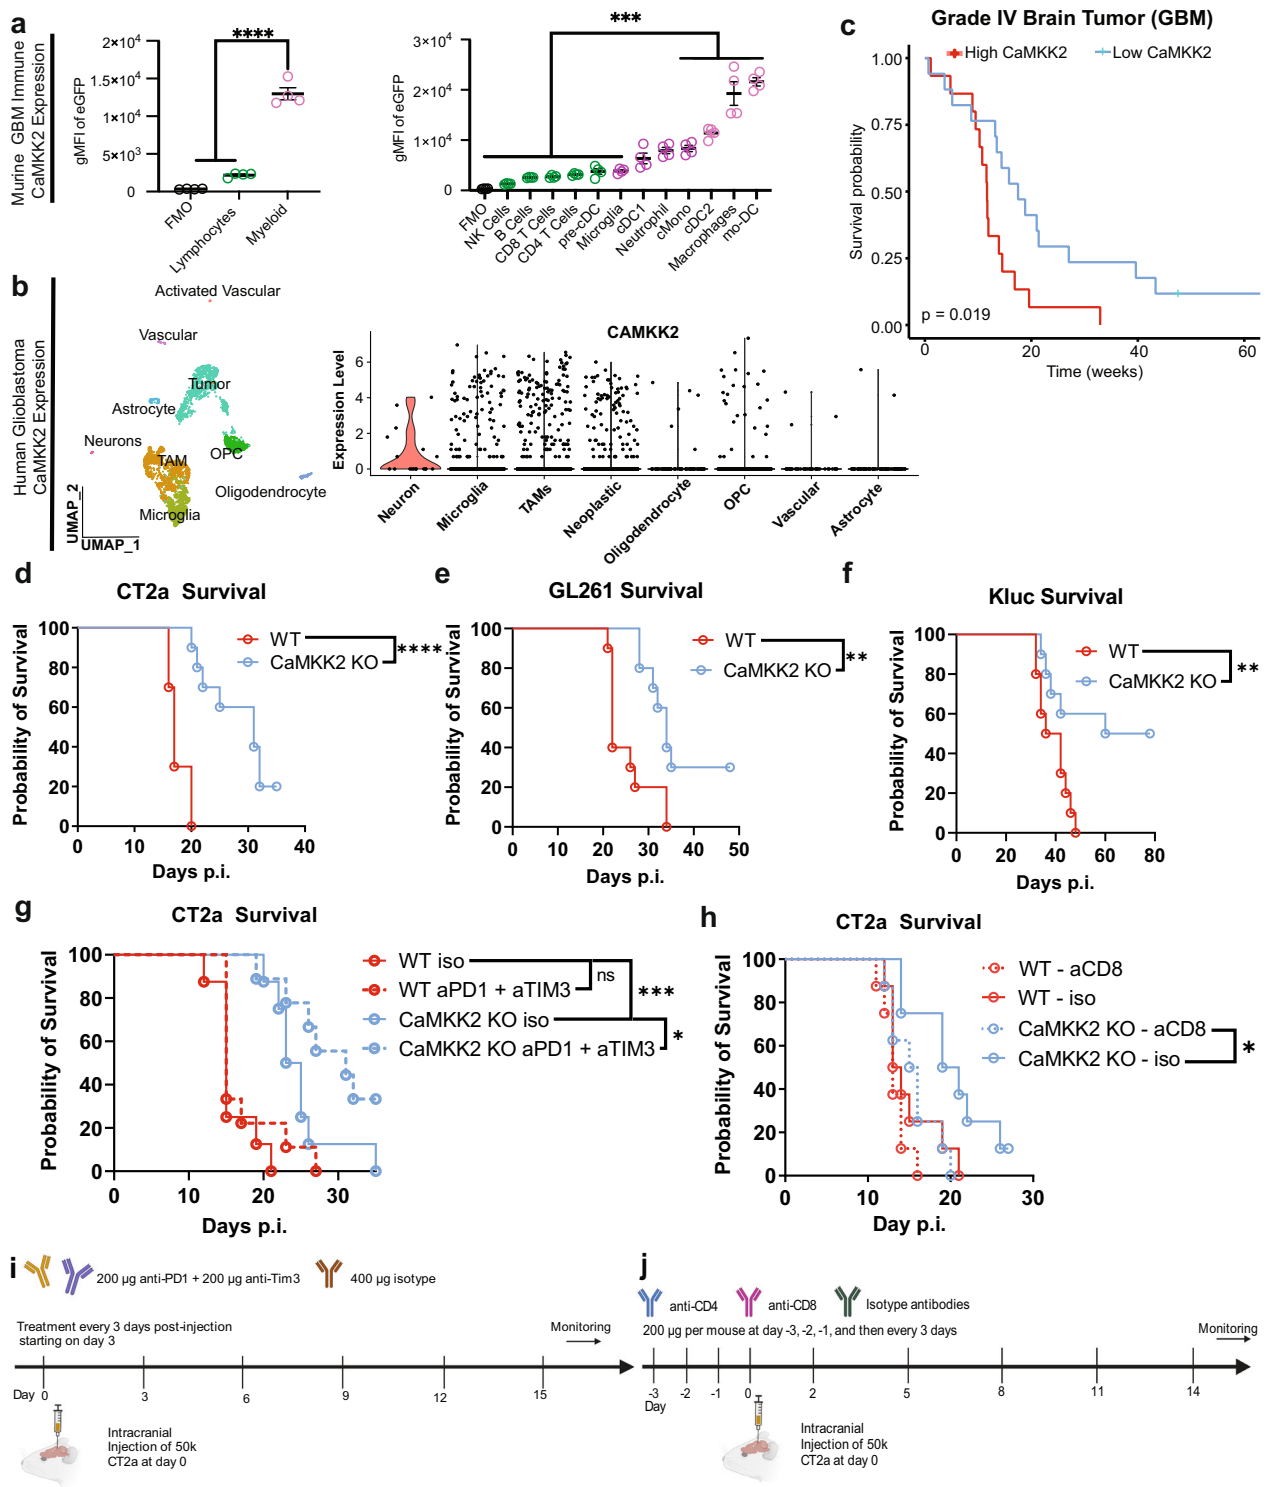 a
Murine GBM Immune
CaMKK2 Expression
gMFI of eGFP
2×10⁴
1.5×10⁴
1×10⁴
5×10³
0
****
FMO
Lymphocytes
Myeloid
gMFI of eGFP
3×10⁴
2×10⁴
1×10⁴
0
***
FMO
NK Cells
B Cells
CD8 T Cells
CD4 T Cells
pre-cDC
Microglia
cDC1
Neutrophil
cMono
cDC2
Macrophages
mo-DC
c
Grade IV Brain Tumor (GBM)
High CaMKK2
Low CaMKK2
Survival probability
1.00
0.75
0.50
0.25
0.00
p = 0.019
0 20 40 60
Time (weeks)
b
Human Glioblastoma
CaMKK2 Expression
Activated Vascular
Vascular
Tumor
Astrocyte
Neurons
TAM
OPC
Oligodendrocyte
Microglia
UMAP_2
UMAP_1
CAMKK2
Expression Level
6
4
2
0
Neuron
Microglia
TAMs
Neoplastic
Oligodendrocyte
OPC
Vascular
Astrocyte
d
CT2a Survival
Probability of Survival
100
80
60
40
20
0
WT
CaMKK2 KO
****
0 10 20 30 40
Days p.i.
e
GL261 Survival
Probability of Survival
100
80
60
40
20
0
WT
CaMKK2 KO
**
0 10 20 30 40 50
Days p.i.
f
Kluc Survival
Probability of Survival
100
80
60
40
20
0
WT
CaMKK2 KO
**
0 20 40 60 80
Days p.i.
g
CT2a Survival
Probability of Survival
100
80
60
40
20
0
WT iso
WT aPD1 + aTIM3
CaMKK2 KO iso
CaMKK2 KO aPD1 + aTIM3
ns
***
*
0 10 20 30
Days p.i.
h
CT2a Survival
Probability of Survival
100
80
60
40
20
0
WT - aCD8
WT - iso
CaMKK2 KO - aCD8
CaMKK2 KO - iso
*
0 10 20 30
Day p.i.
i
200 µg anti-PD1 + 200 µg anti-Tim3
400 µg isotype
Treatment every 3 days post-injection
starting on day 3
Monitoring
Day 0 3 6 9 12 15
Intracranial
Injection of 50k
CT2a at day 0
j
anti-CD4
anti-CD8
Isotype antibodies
200 µg per mouse at day -3, -2, -1, and then every 3 days
Monitoring
-3 -2 -1 0 2 5 8 11 14
Day
Intracranial
Injection of 50k
CT2a at day 0